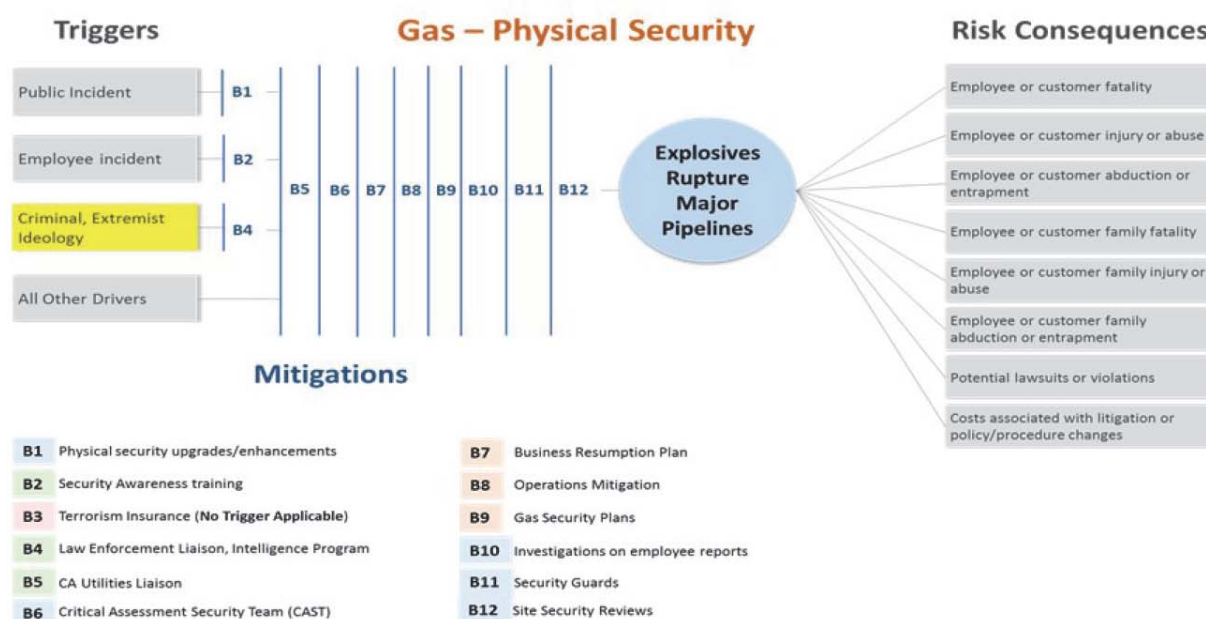 Triggers
Gas – Physical Security
Risk Consequences
Public Incident
Employee incident
Criminal, Extremist
Ideology
All Other Drivers
B1
B2
B4
B5 B6 B7 B8 B9 B10 B11 B12
Explosives
Rupture
Major
Pipelines
Employee or customer fatality
Employee or customer injury or abuse
Employee or customer abduction or
entrapment
Employee or customer family fatality
Employee or customer family injury or
abuse
Employee or customer family
abduction or entrapment
Potential lawsuits or violations
Costs associated with litigation or
policy/procedure changes
Mitigations
B1 Physical security upgrades/enhancements
B2 Security Awareness training
B3 Terrorism Insurance (No Trigger Applicable)
B4 Law Enforcement Liaison, Intelligence Program
B5 CA Utilities Liaison
B6 Critical Assessment Security Team (CAST)
B7 Business Resumption Plan
B8 Operations Mitigation
B9 Gas Security Plans
B10 Investigations on employee reports
B11 Security Guards
B12 Site Security Reviews